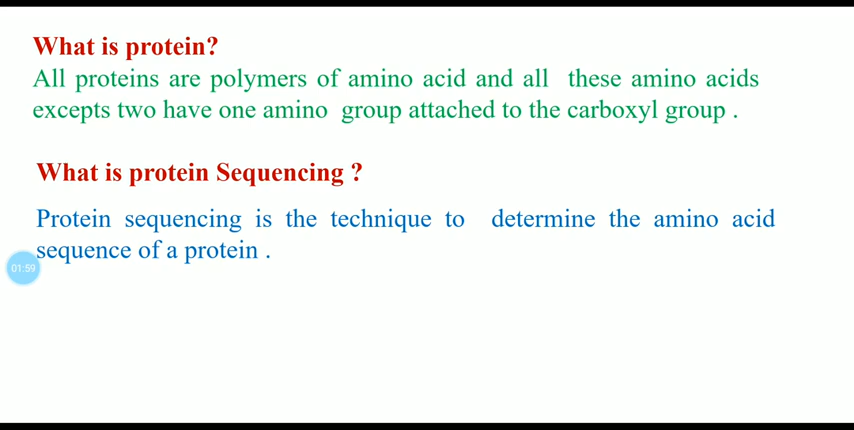 What is protein?
All proteins are polymers of amino acid and all these amino acids
excepts two have one amino group attached to the carboxyl group .
What is protein Sequencing ?
Protein sequencing is the technique to determine the amino acid
sequence of a protein .
01:59